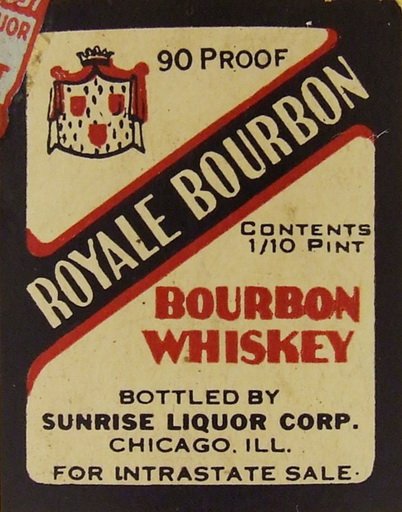 UOR
T
90 PROOF
ROYALE BOURBON
CONTENTS
1/10 PINT
BOURBON
WHISKEY
BOTTLED BY
SUNRISE LIQUOR CORP.
CHICAGO, ILL.
FOR INTRASTATE SALE.